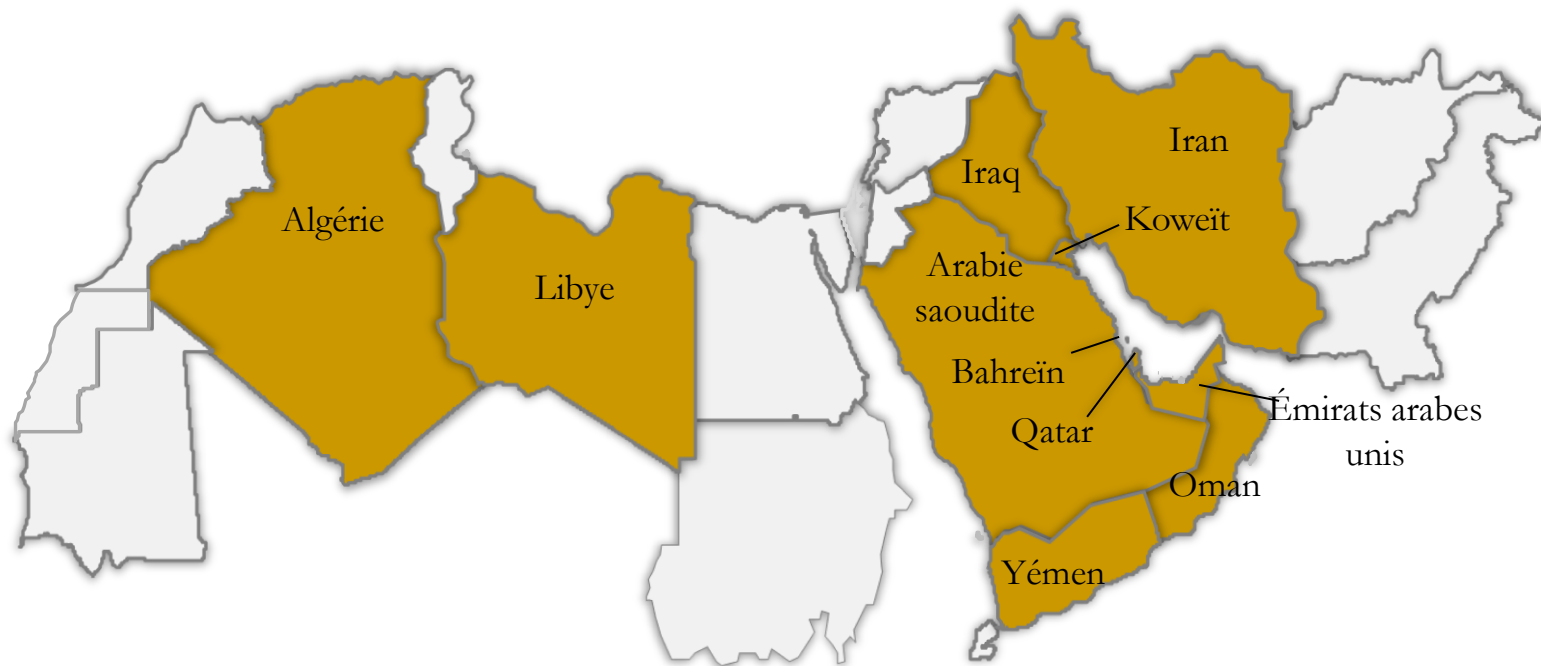 Algérie
Libye
Iraq
Iran
Koweït
Arabie
saoudite
Bahreïn
Qatar
Émirats arabes
unis
Oman
Yémen